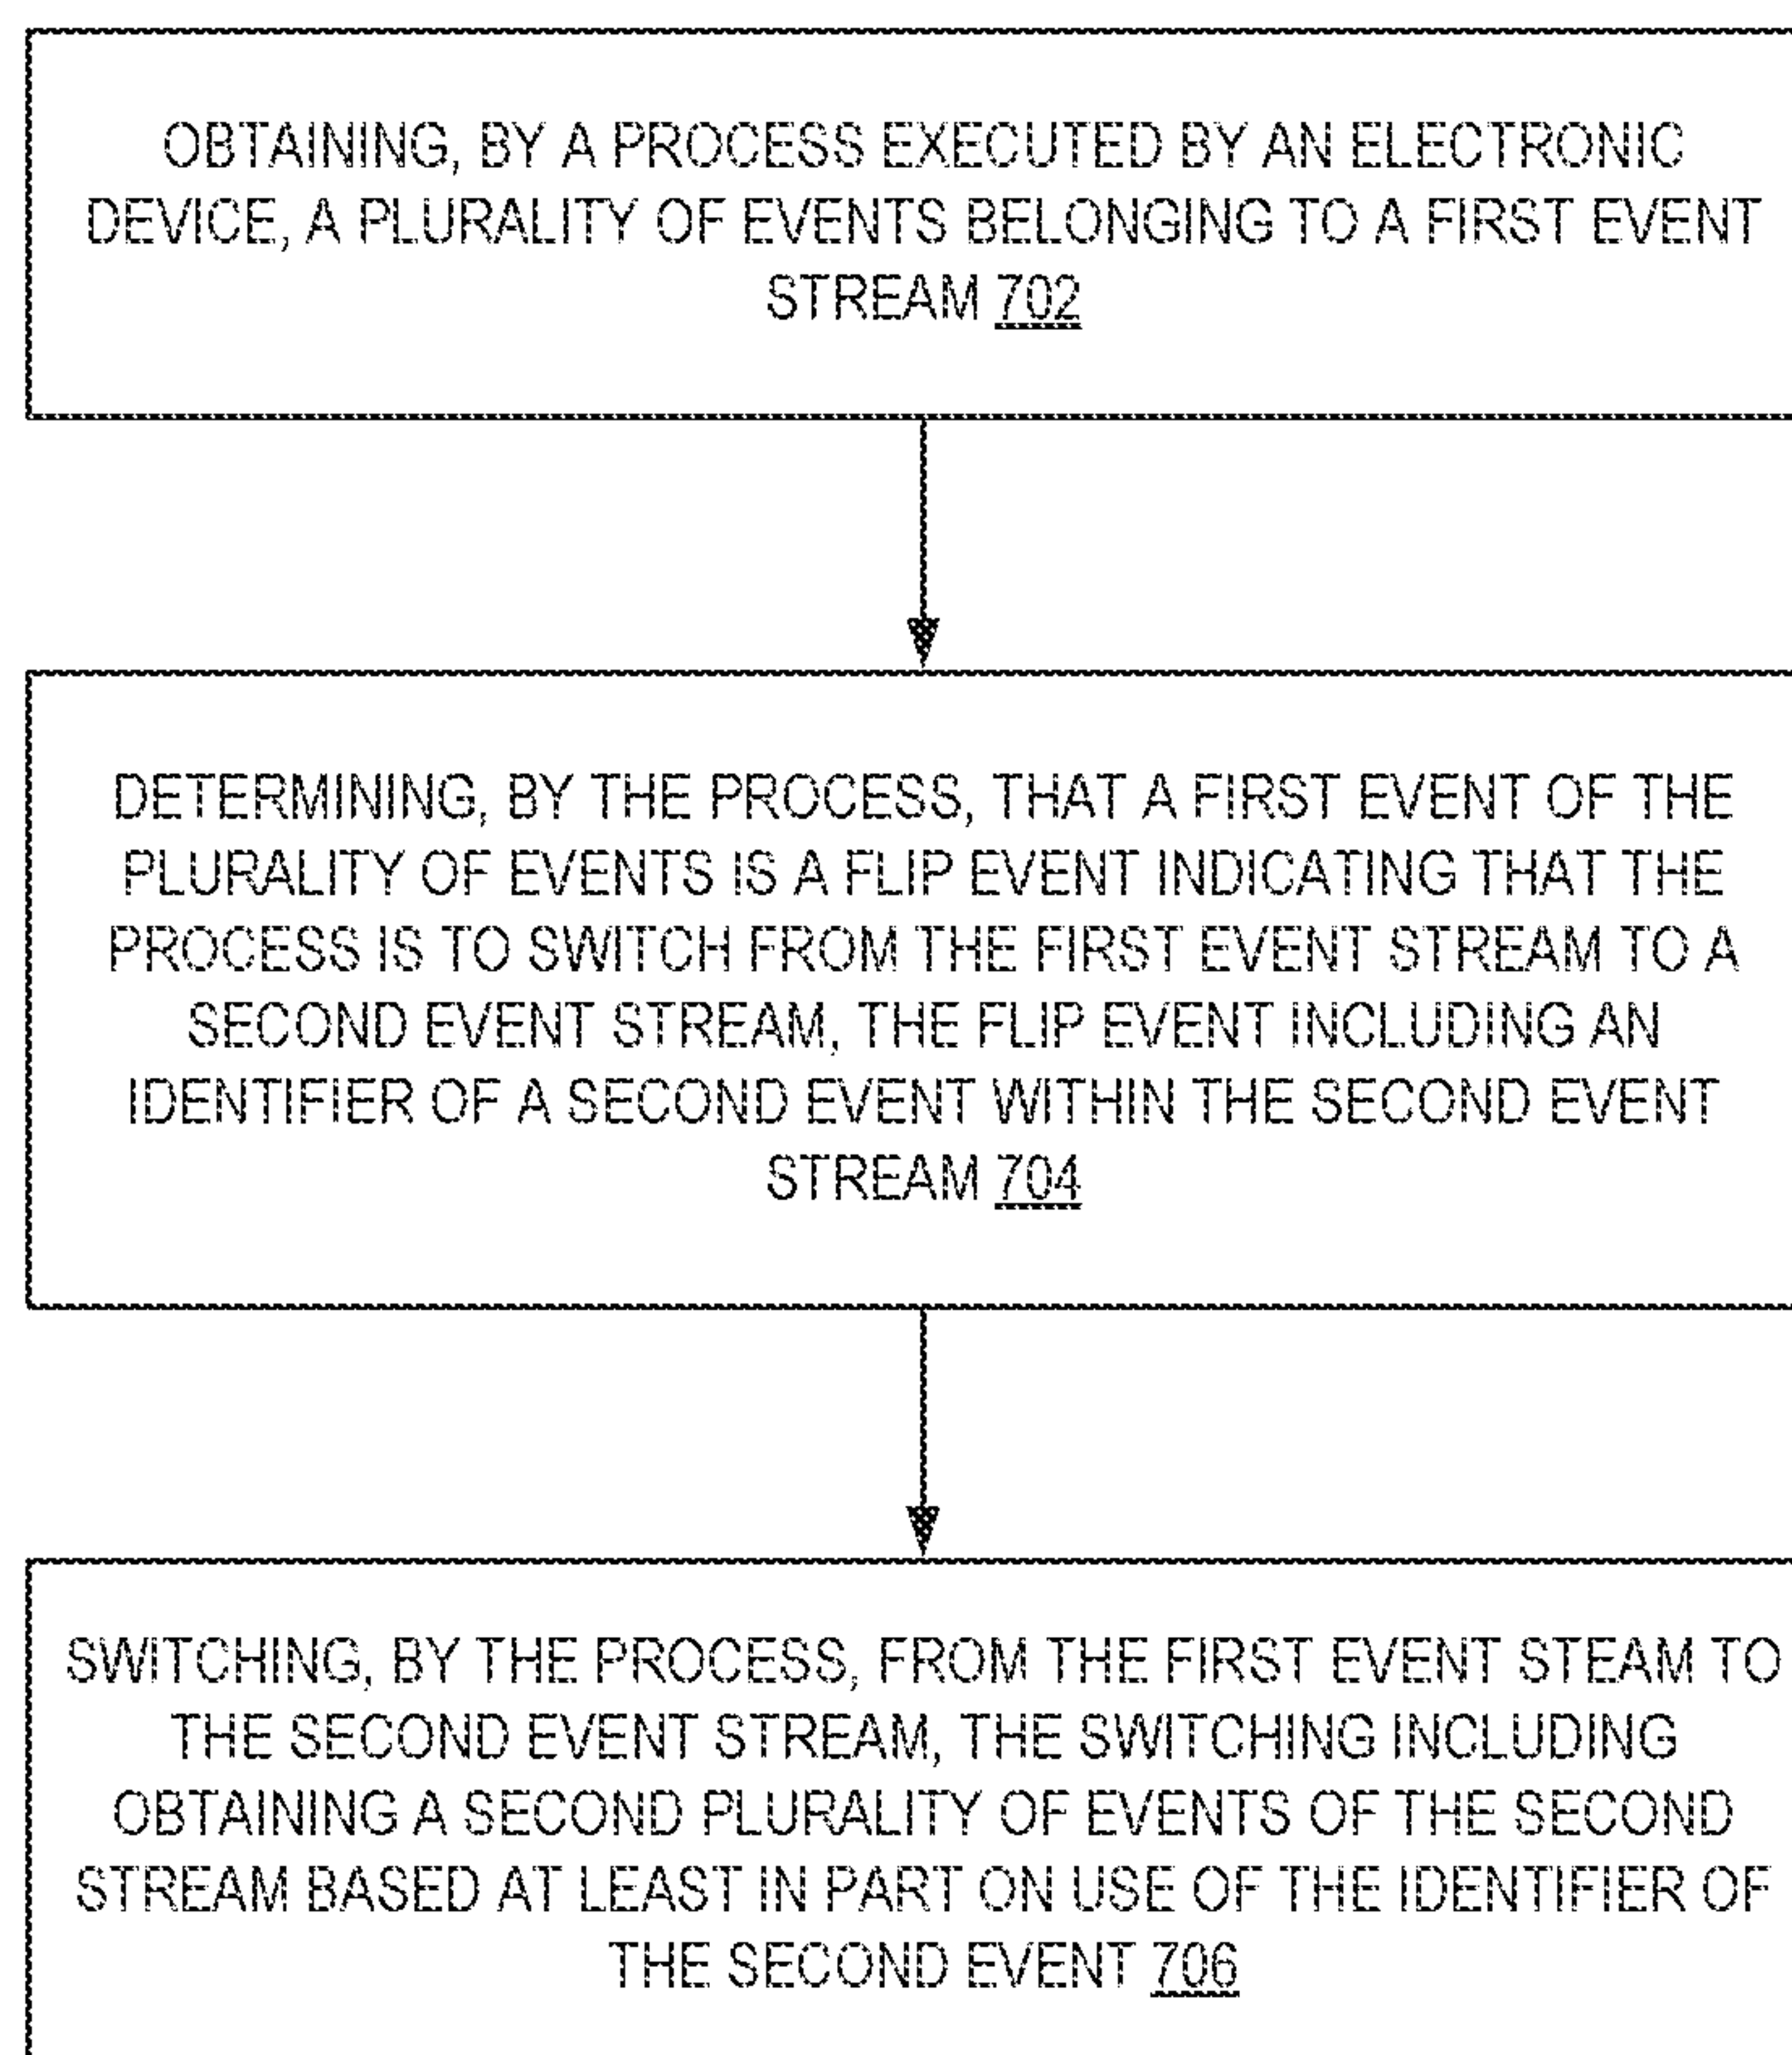 OBTAINING, BY A PROCESS EXECUTED BY AN ELECTRONIC
DEVICE, A PLURALITY OF EVENTS BELONGING TO A FIRST EVENT
STREAM 702
DETERMINING, BY THE PROCESS, THAT A FIRST EVENT OF THE
PLURALITY OF EVENTS IS A FLIP EVENT INDICATING THAT THE
PROCESS IS TO SWITCH FROM THE FIRST EVENT STREAM TO A
SECOND EVENT STREAM, THE FLIP EVENT INCLUDING AN
IDENTIFIER OF A SECOND EVENT WITHIN THE SECOND EVENT
STREAM 704
SWITCHING, BY THE PROCESS, FROM THE FIRST EVENT STEAM TO
THE SECOND EVENT STREAM, THE SWITCHING INCLUDING
OBTAINING A SECOND PLURALITY OF EVENTS OF THE SECOND
STREAM BASED AT LEAST IN PART ON USE OF THE IDENTIFIER OF
THE SECOND EVENT 706